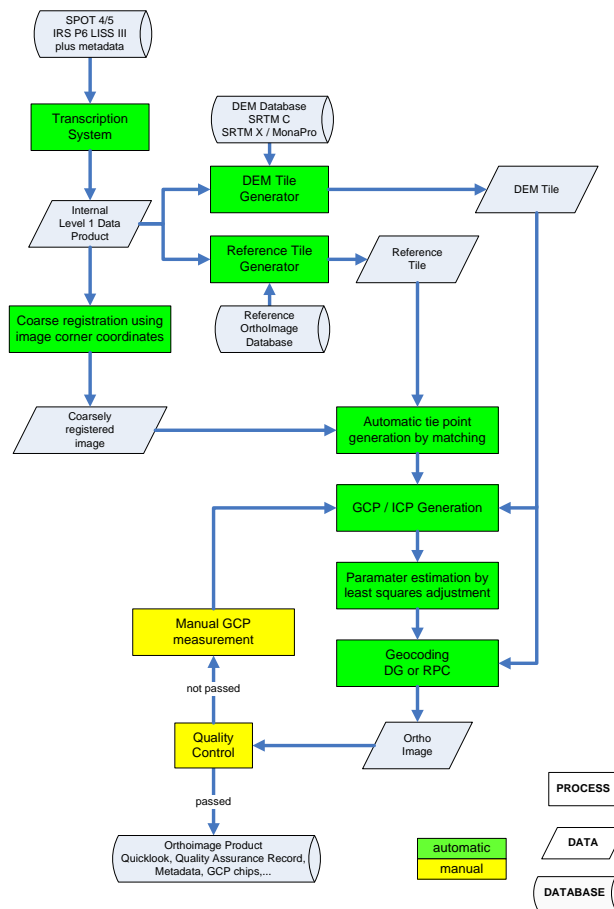 SPOT 4/5
IRS P6 LISS III
plus metadata
Transcription
System
DEM Database
SRTM C
SRTM X / MonaPro
DEM Tile
Generator
DEM Tile
Internal
Level 1 Data
Product
Reference Tile
Generator
Reference
Tile
Coarse registration using
image corner coordinates
Reference
OrthoImage
Database
Coarsely
registered
image
Automatic tie point
generation by matching
GCP / ICP Generation
Paramater estimation by
least squares adjustment
Manual GCP
measurement
Geocoding
DG or RPC
not passed
Quality
Control
Ortho
Image
passed
Orthoimage Product
Quicklook, Quality Assurance Record,
Metadata, GCP chips,...
automatic
manual
PROCESS
DATA
DATABASE